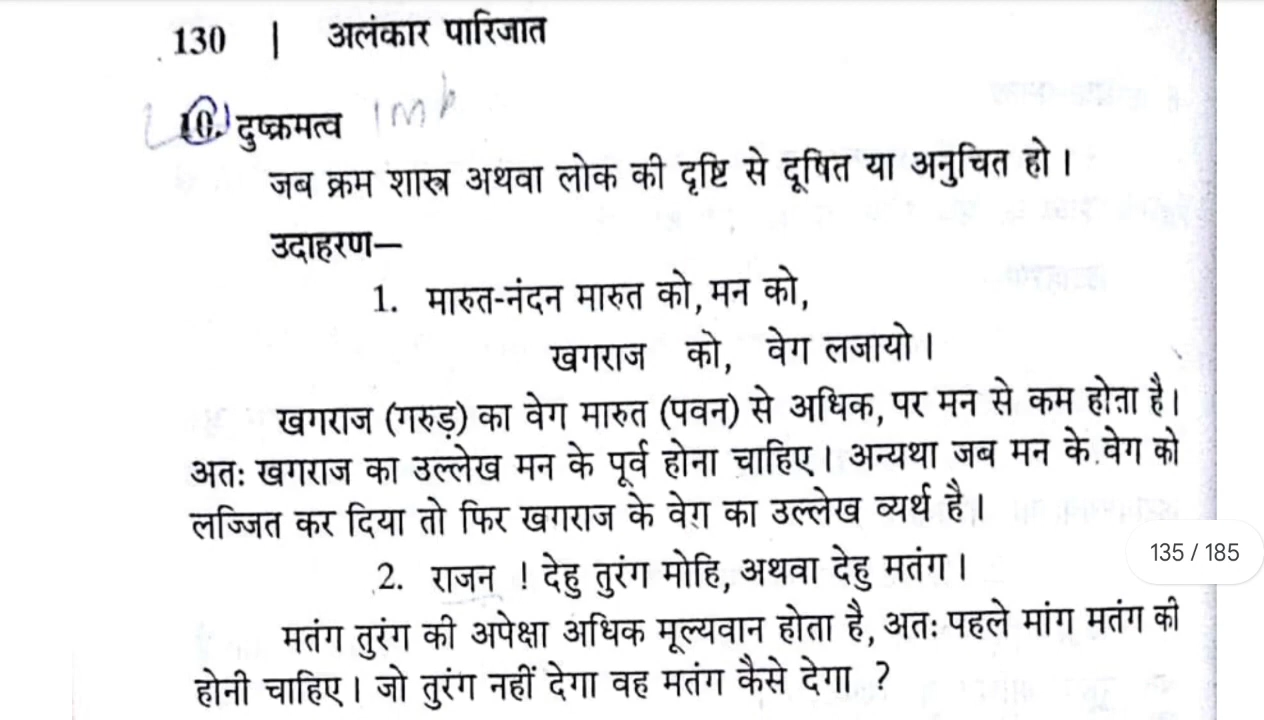 130 | अलंकार पारिजात
10. दुष्क्रमत्व Imp
जब क्रम शास्त्र अथवा लोक की दृष्टि से दूषित या अनुचित हो।
उदाहरण—
1. मारुत-नंदन मारुत को, मन को,
खगराज को, वेग लजायो।
खगराज (गरुड़) का वेग मारुत (पवन) से अधिक, पर मन से कम होता है।
अतः खगराज का उल्लेख मन के पूर्व होना चाहिए। अन्यथा जब मन के वेग को
लज्जित कर दिया तो फिर खगराज के वेग का उल्लेख व्यर्थ है।
135 / 185
2. राजन ! देहु तुरंग मोहि, अथवा देहु मतंग।
मतंग तुरंग की अपेक्षा अधिक मूल्यवान होता है, अतः पहले मांग मतंग की
होनी चाहिए। जो तुरंग नहीं देगा वह मतंग कैसे देगा ?